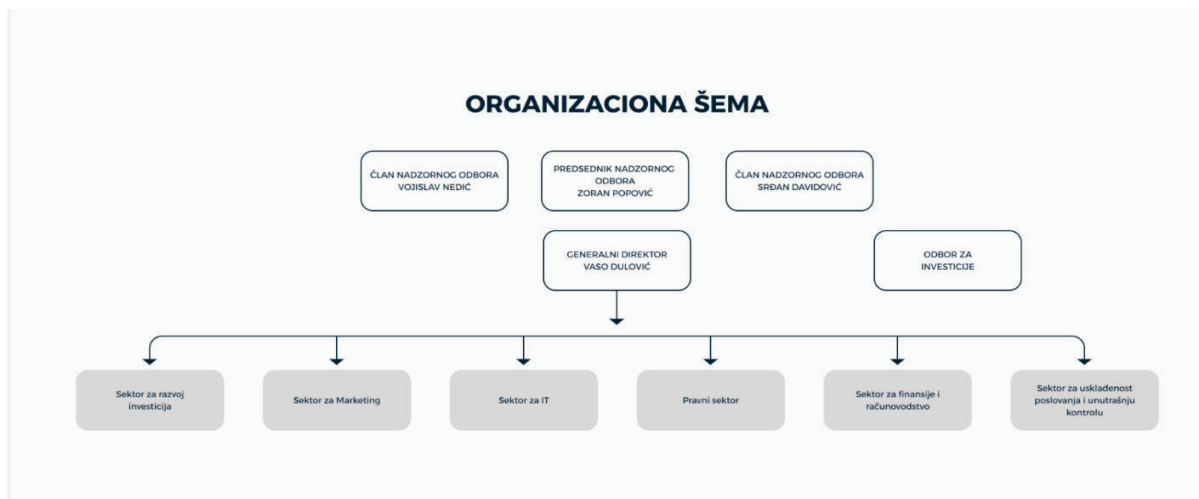 ORGANIZACIONA ŠEMA
ČLAN NADZORNOG ODBORA
VOJISLAV NEDIĆ
PREDSEDNIK NADZORNOG
ODBORA
ZORAN POPOVIĆ
ČLAN NADZORNOG ODBORA
SRĐAN DAVIDOVIĆ
GENERALNI DIREKTOR
VASO DULOVIĆ
ODBOR ZA
INVESTICIJE
Sektor za razvoj
investicija
Sektor za Marketing
Sektor za IT
Pravni sektor
Sektor za finansije i
računovodstvo
Sektor za usklađenost
poslovanja i unutrašnju
kontrolu